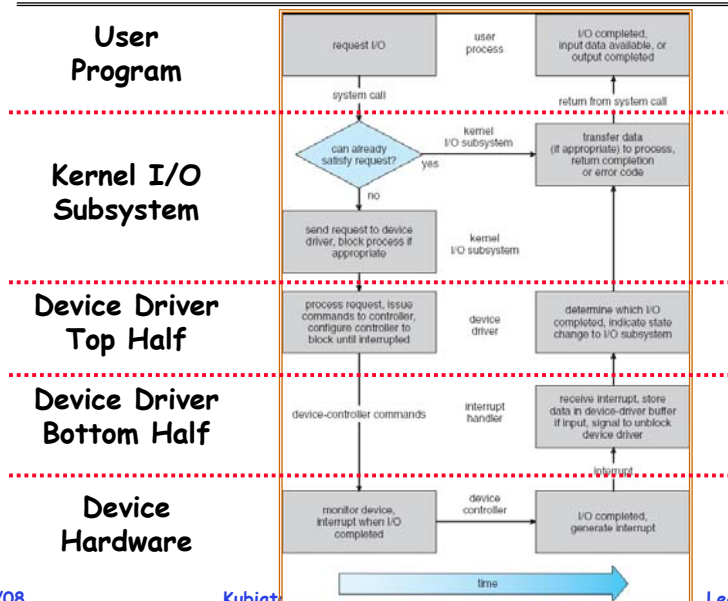 User
Program
request I/O
user
process
I/O completed,
input data available, or
output completed
system call
return from system call
Kernel I/O
Subsystem
can already
satisfy request?
yes
kernel
I/O subsystem
transfer data
(if appropriate) to process,
return completion
or error code
no
send request to device
driver, block process if
appropriate
kernel
I/O subsystem
Device Driver
Top Half
process request, issue
commands to controller,
configure controller to
block until interrupted
device
driver
determine which I/O
completed, indicate state
change to I/O subsystem
Device Driver
Bottom Half
device-controller commands
interrupt
handler
receive interrupt, store
data in device-driver buffer
if input, signal to unblock
device driver
interrupt
Device
Hardware
monitor device,
interrupt when I/O
completed
device
controller
I/O completed,
generate interrupt
time
/08